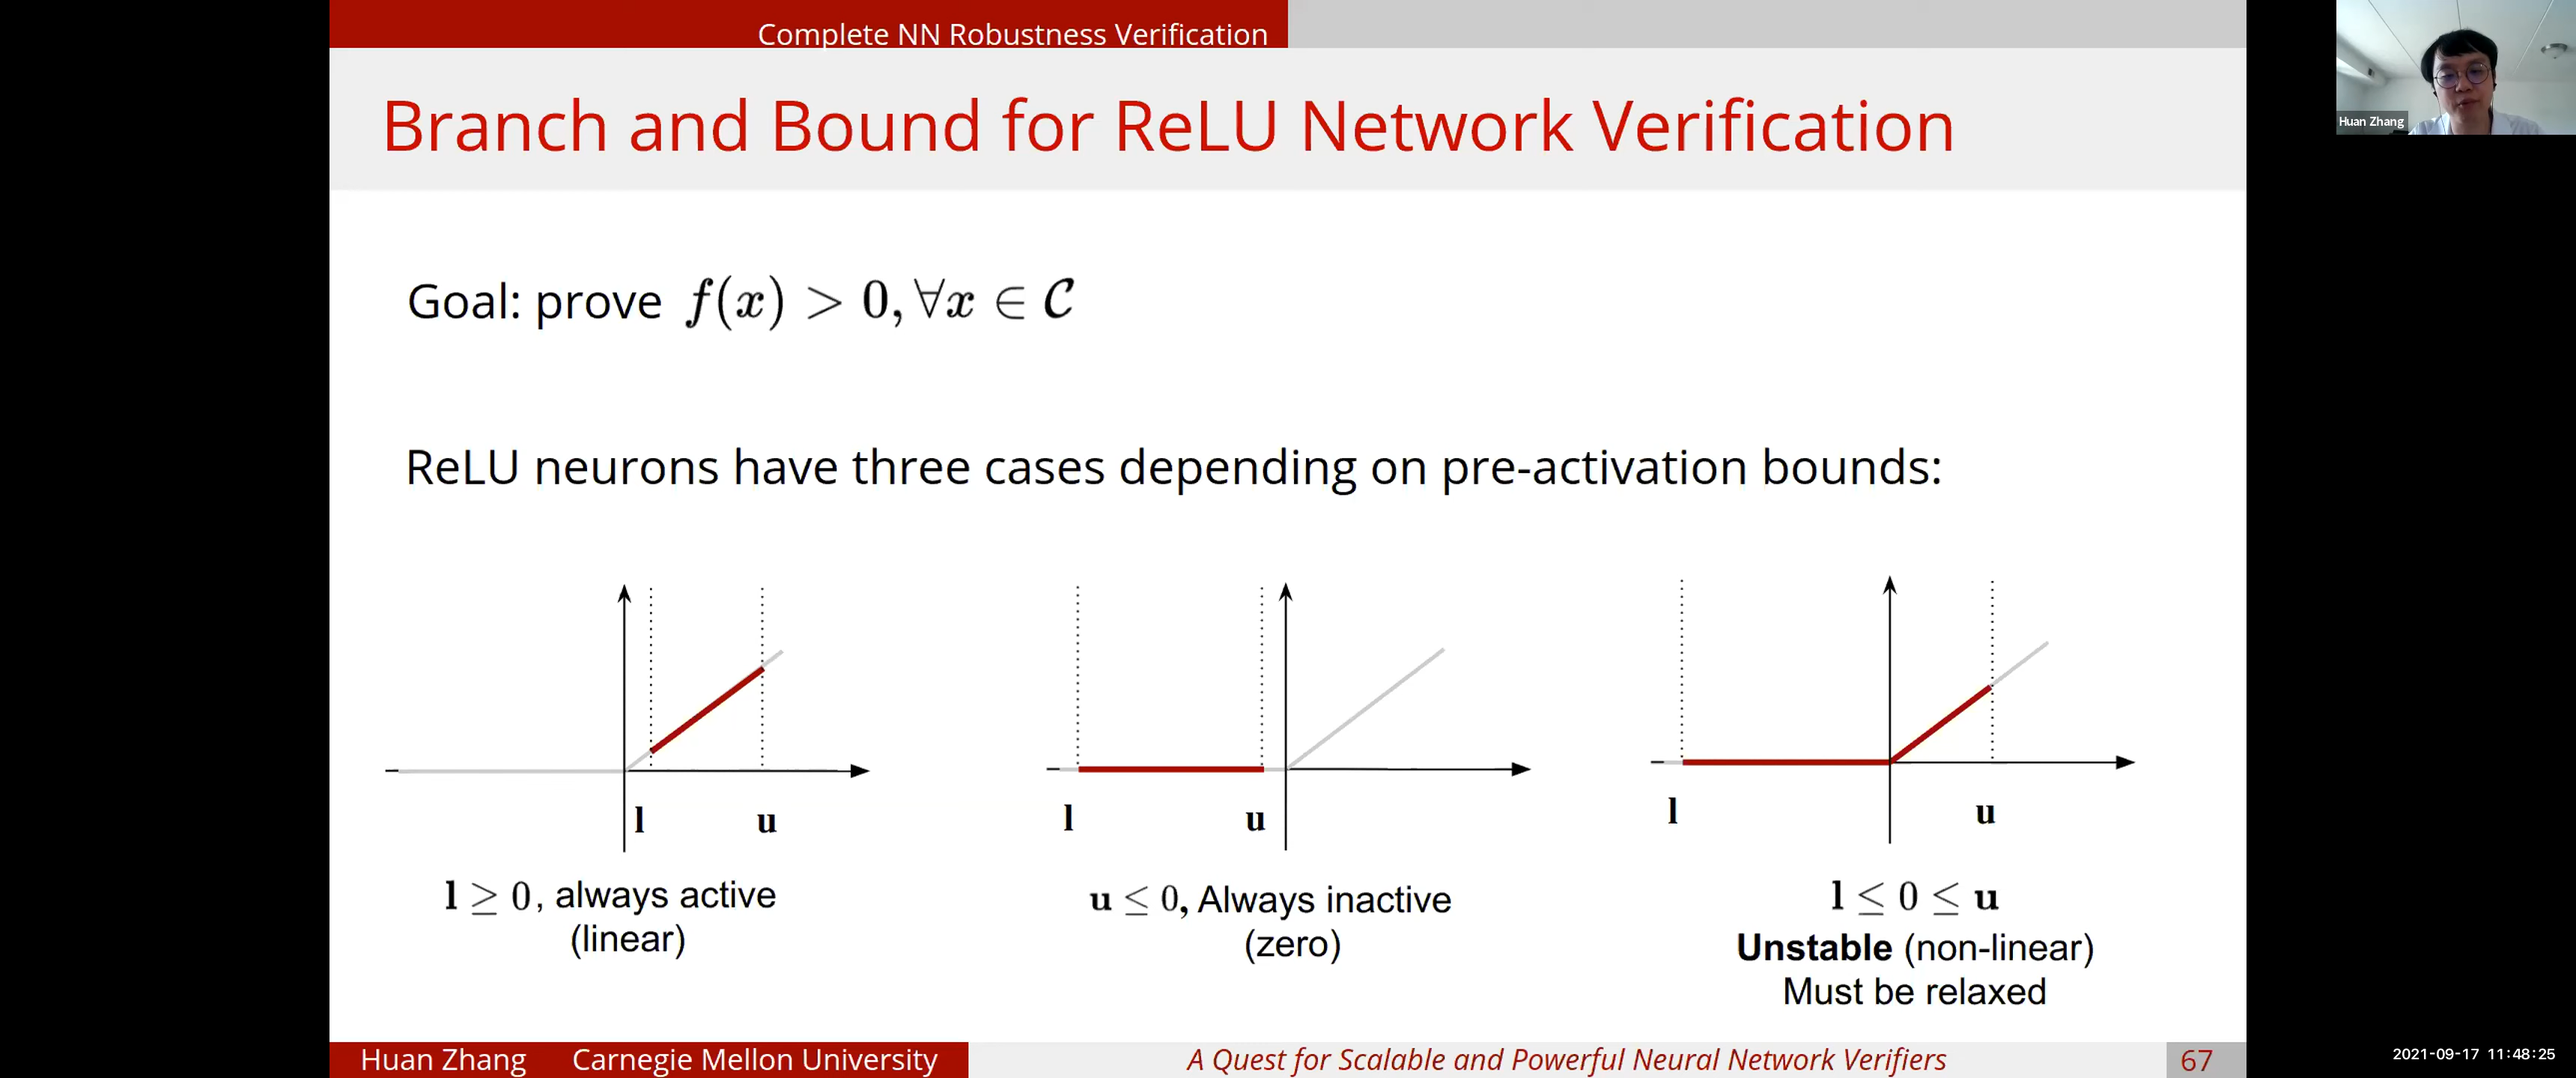 Complete NN Robustness Verification
Branch and Bound for ReLU Network Verification
Huan Zhang
Goal: prove f(x) > 0, ∀x ∈ 𝒞
ReLU neurons have three cases depending on pre-activation bounds:
l u
l u
l u
l ≥ 0, always active
(linear)
u ≤ 0, Always inactive
(zero)
l ≤ 0 ≤ u
Unstable (non-linear)
Must be relaxed
Huan Zhang Carnegie Mellon University
A Quest for Scalable and Powerful Neural Network Verifiers
67
2021-09-17 11:48:25